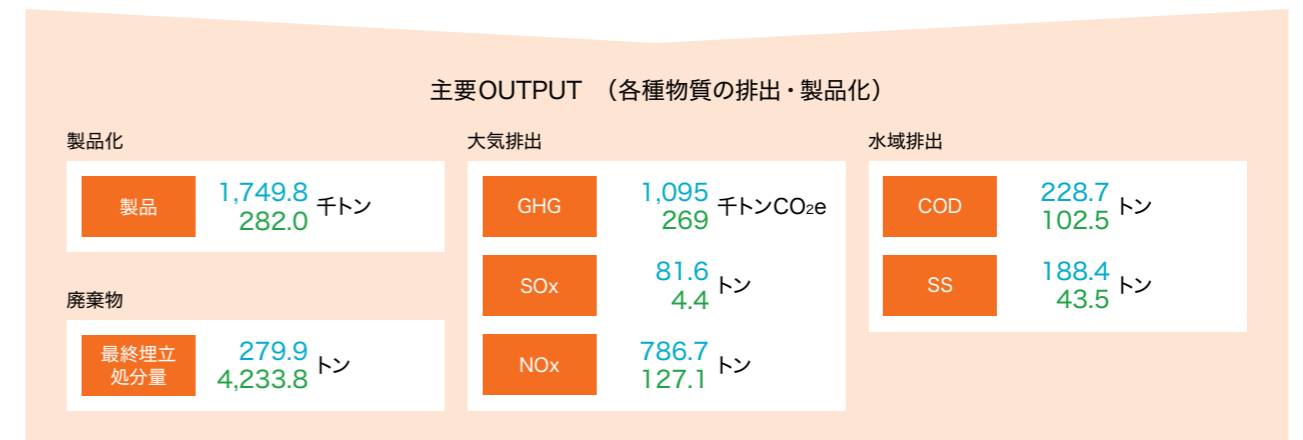 主要OUTPUT （各種物質の排出・製品化）
製品化
製品
1,749.8
282.0
千トン
廃棄物
最終埋立
処分量
279.9
4,233.8
トン
大気排出
GHG
1,095
269
千トンCO₂e
SOx
81.6
4.4
トン
NOx
786.7
127.1
トン
水域排出
COD
228.7
102.5
トン
SS
188.4
43.5
トン